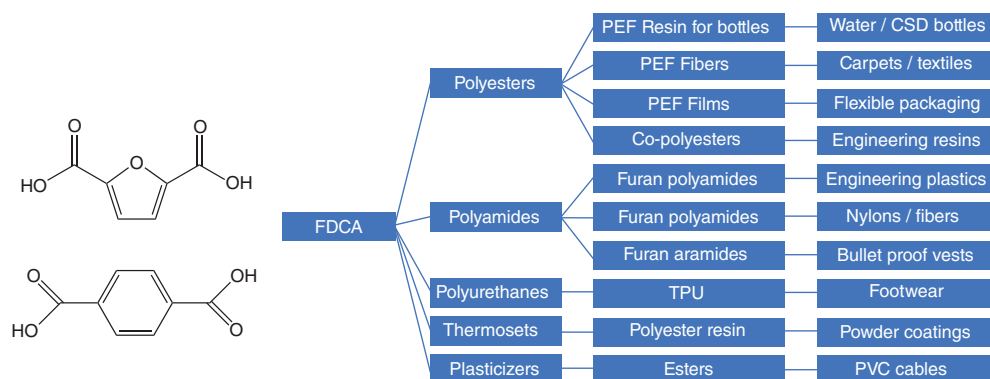 O
O
O
HO
OH
O
OH
HO
O
FDCA
Polyesters
PEF Resin for bottles
Water / CSD bottles
PEF Fibers
Carpets / textiles
PEF Films
Flexible packaging
Co-polyesters
Engineering resins
Polyamides
Furan polyamides
Engineering plastics
Furan polyamides
Nylons / fibers
Furan aramides
Bullet proof vests
Polyurethanes
TPU
Footwear
Thermosets
Polyester resin
Powder coatings
Plasticizers
Esters
PVC cables